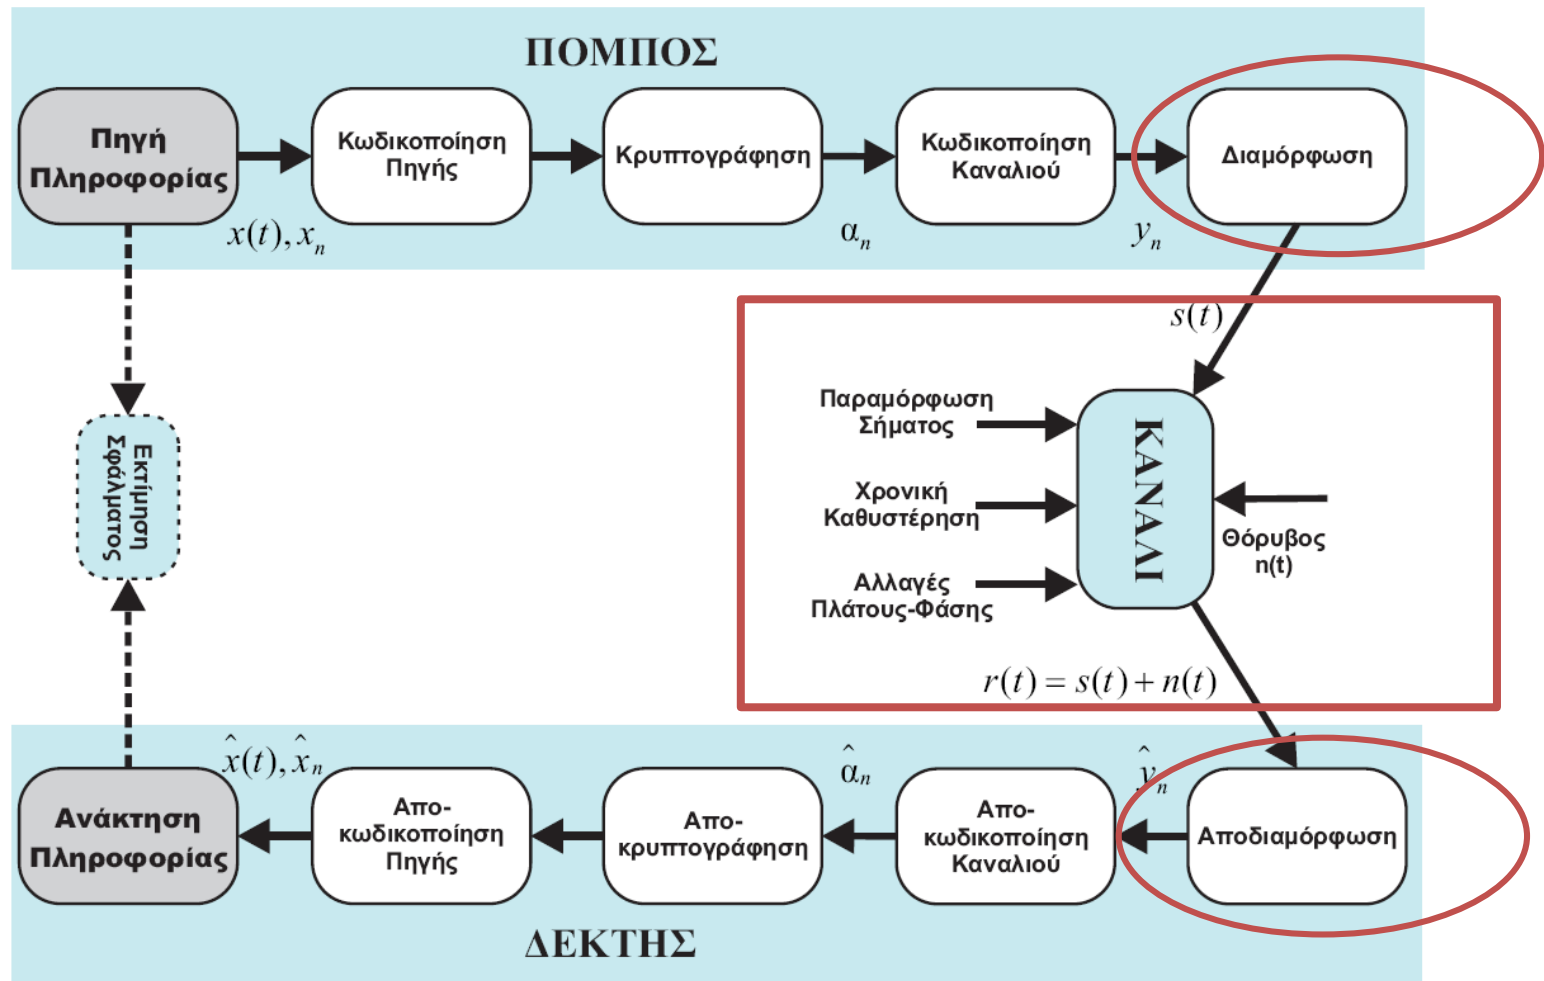 ΠΟΜΠΟΣ
Πηγή
Πληροφορίας
Κωδικοποίηση
Πηγής
Κρυπτογράφηση
Κωδικοποίηση
Καναλιού
Διαμόρφωση
x(t), xₙ
αₙ
yₙ
s(t)
Παραμόρφωση
Σήματος
Χρονική
Καθυστέρηση
Αλλαγές
Πλάτους-Φάσης
ΚΑΝΑΛΙ
Θόρυβος
n(t)
Εκτίμηση
Σφάλματος
r(t) = s(t) + n(t)
x̂(t), x̂ₙ
α̂ₙ
ŷₙ
Ανάκτηση
Πληροφορίας
Απο-
κωδικοποίηση
Πηγής
Απο-
κρυπτογράφηση
Απο-
κωδικοποίηση
Καναλιού
Αποδιαμόρφωση
ΔΕΚΤΗΣ